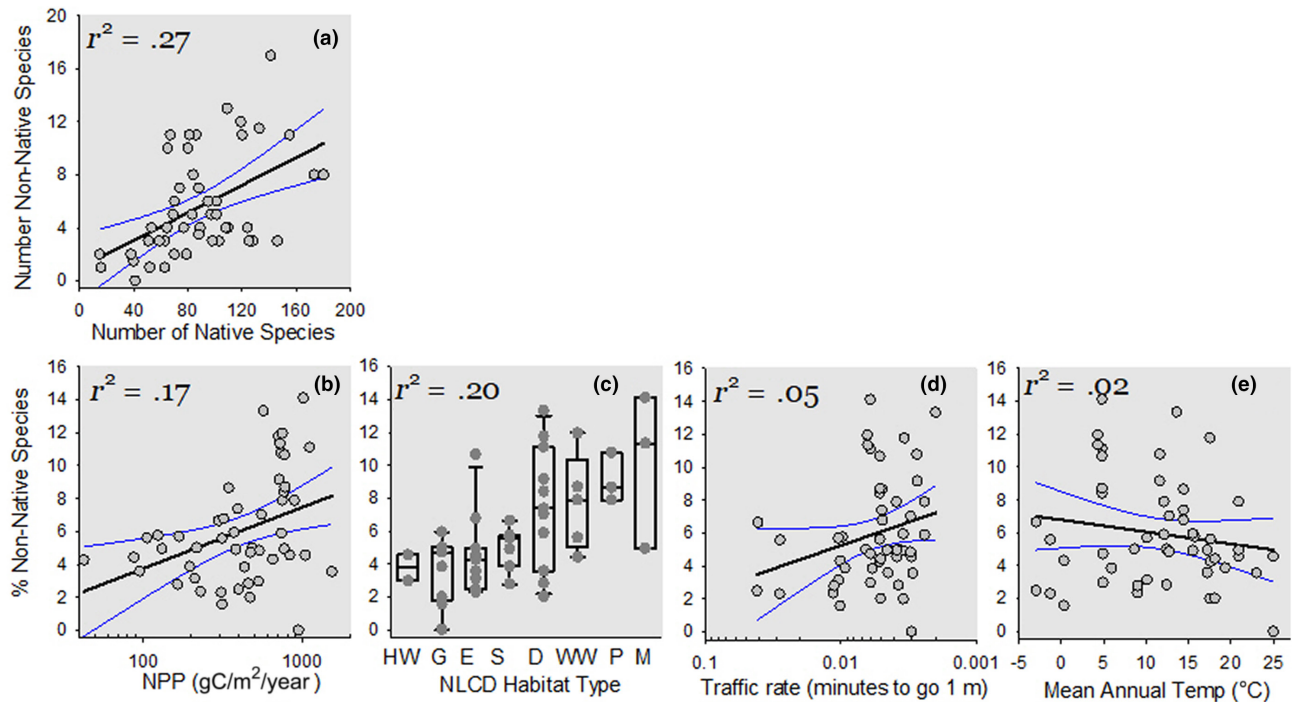 20
16
12
8
4
0
Number Non-Native Species
r² = .27
(a)
0 40 80 120 160 200
Number of Native Species
16
14
12
10
8
6
4
2
0
% Non-Native Species
r² = .17
(b)
100 1000
NPP (gC/m²/year )
16
14
12
10
8
6
4
2
0
r² = .20
(c)
HW G E S D WW P M
NLCD Habitat Type
16
14
12
10
8
6
4
2
0
r² = .05
(d)
0.1 0.01 0.001
Traffic rate (minutes to go 1 m)
16
14
12
10
8
6
4
2
0
r² = .02
(e)
-5 0 5 10 15 20 25
Mean Annual Temp (°C)